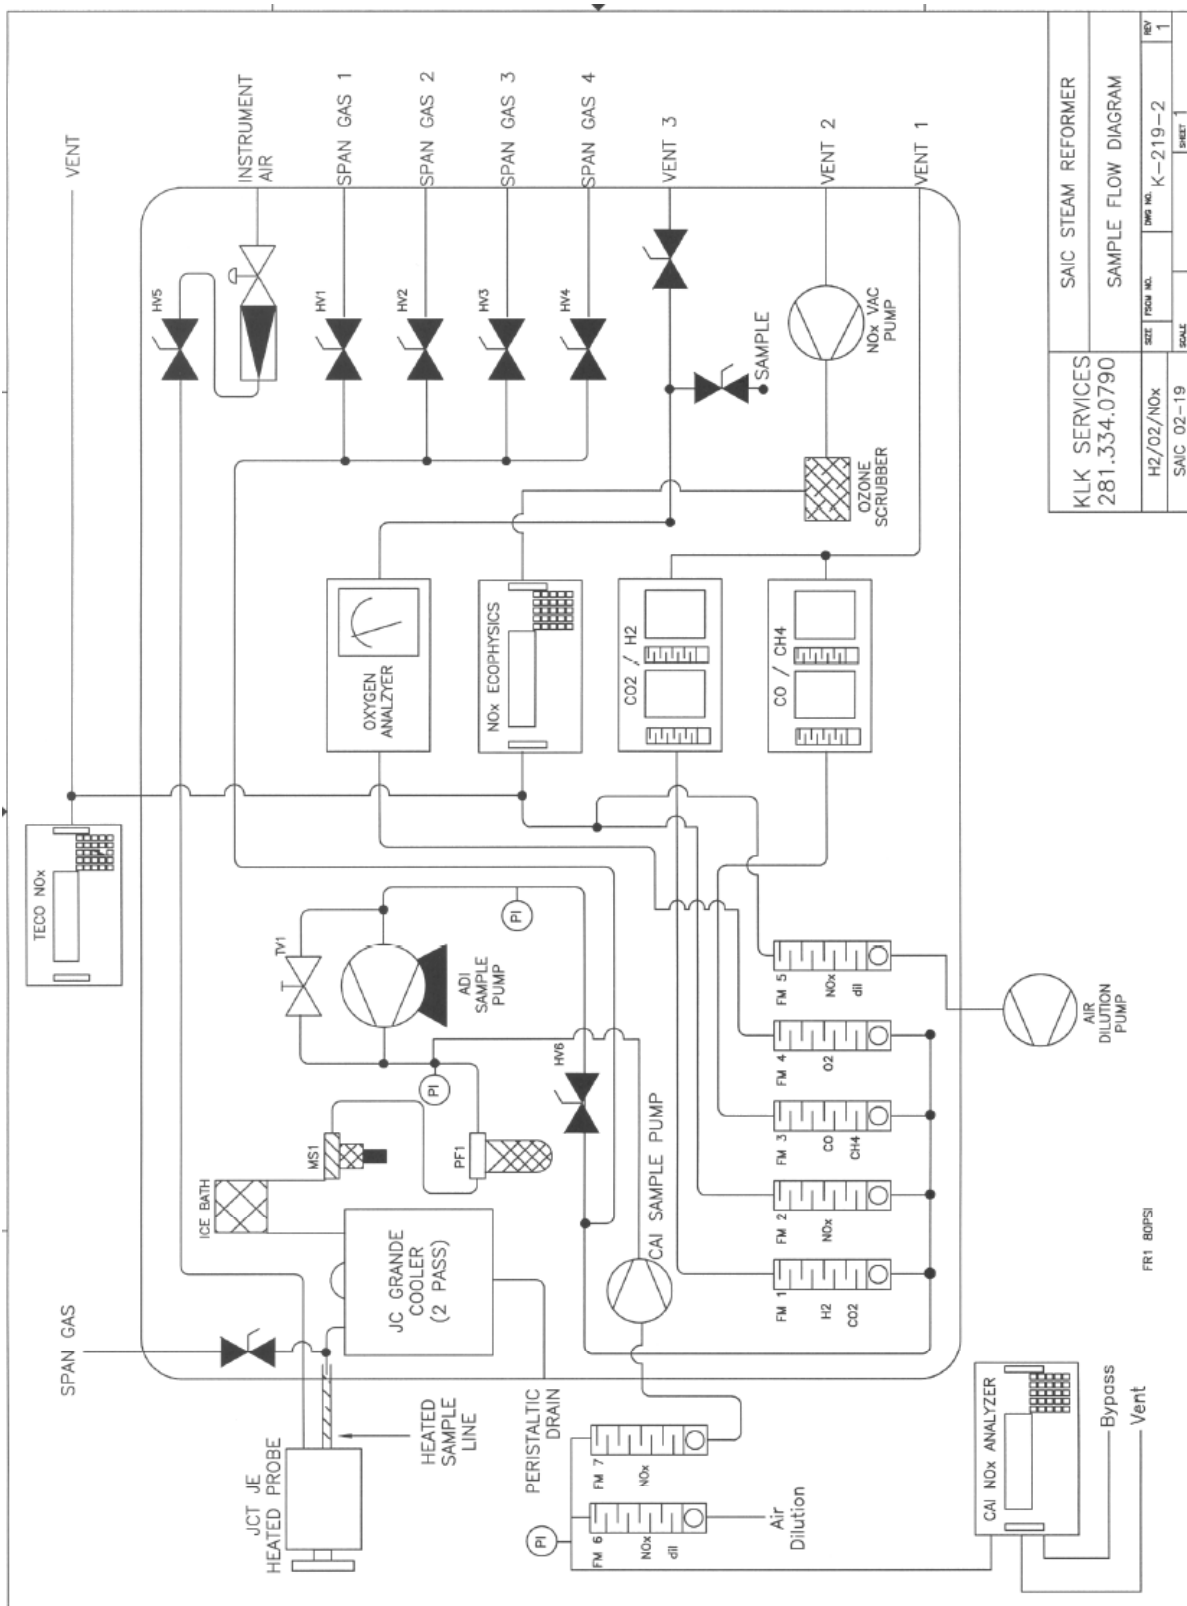 VENT
INSTRUMENT
AIR
SPAN GAS 1
SPAN GAS 2
SPAN GAS 3
SPAN GAS 4
VENT 3
VENT 2
VENT 1
HV5
HV1
HV2
HV3
HV4
SAMPLE
NOx VAC
PUMP
OZONE
SCRUBBER
TECO NOx
OXYGEN
ANALZYER
NOx ECOPHYSICS
CO2 / H2
CO / CH4
TV1
PI
ADI
SAMPLE
PUMP
PI
HV6
MS1
PF1
ICE BATH
JC GRANDE
COOLER
(2 PASS)
CAI SAMPLE PUMP
FM 5
NOx
dil
FM 4
O2
FM 3
CO
CH4
FM 2
NOx
FM 1
H2
CO2
AIR
DILUTION
PUMP
SPAN GAS
JCT JE
HEATED PROBE
HEATED
SAMPLE
LINE
PERISTALTIC
DRAIN
FM 7
NOx
PI
FM 6
NOx
dil
Air
Dilution
CAI NOx ANALYZER
Bypass
Vent
FR1 80PSI
KLK SERVICES
281.334.0790
SAIC STEAM REFORMER
SAMPLE FLOW DIAGRAM
H2/O2/NOx
SIZE
FSCM NO.
DWG NO.
K-219-2
REV
1
SAIC 02-19
SCALE
SHEET
1